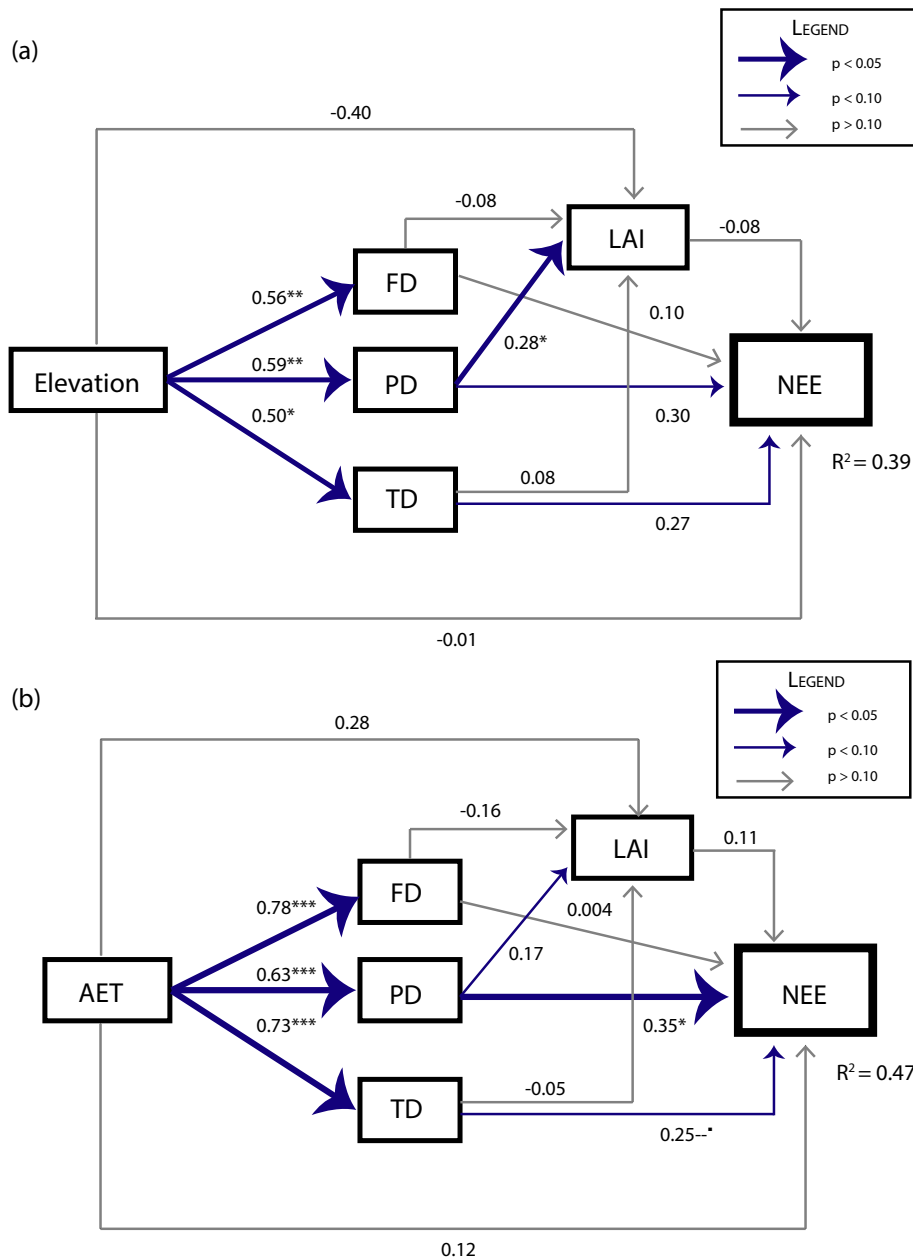 (a)
LEGEND
p < 0.05
p < 0.10
p > 0.10
-0.40
-0.08
LAI
-0.08
FD
0.56**
0.10
0.28*
0.59**
Elevation
PD
NEE
0.30
0.50*
R² = 0.39
0.08
TD
0.27
-0.01
(b)
LEGEND
p < 0.05
p < 0.10
p > 0.10
0.28
-0.16
LAI
0.11
FD
0.78***
0.004
0.17
0.63***
AET
PD
NEE
0.35*
0.73***
R² = 0.47
-0.05
TD
0.25--▪
0.12